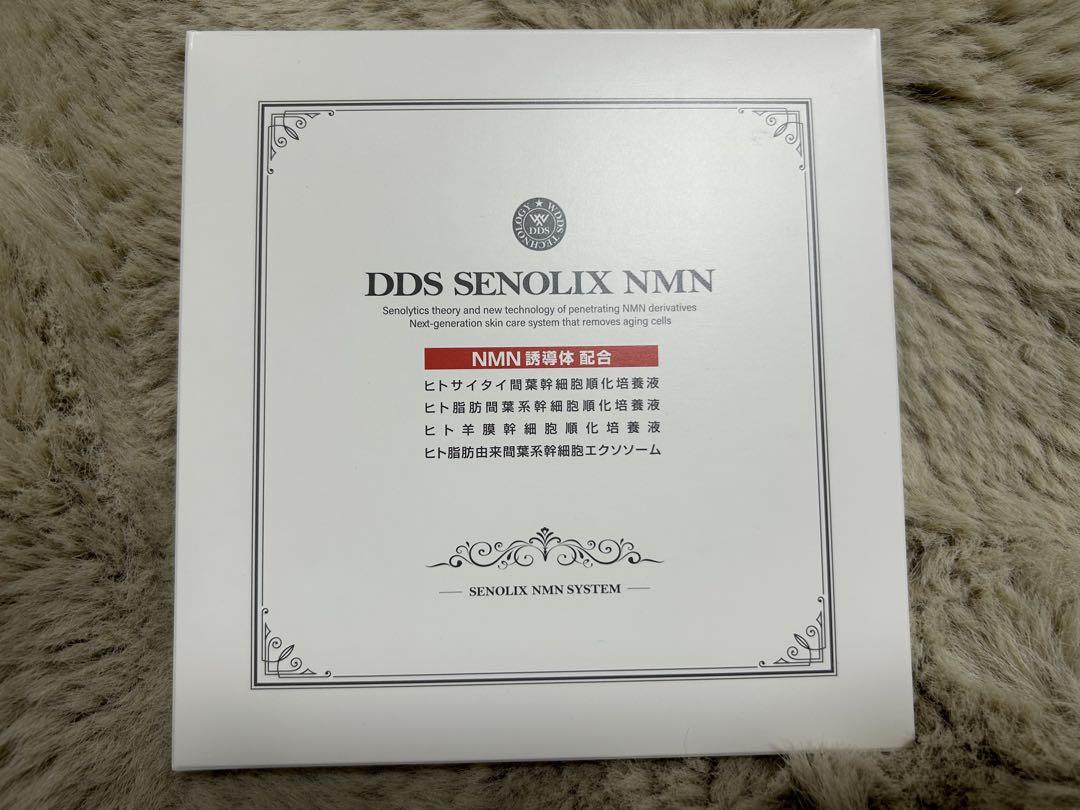 WDDS TECHNOLOGY
DDS
DDS SENOLIX NMN
Senolytics theory and new technology of penetrating NMN derivatives
Next-generation skin care system that removes aging cells
NMN 誘導体 配合
ヒトサイタイ間葉幹細胞順化培養液
ヒト脂肪間葉系幹細胞順化培養液
ヒト羊膜幹細胞順化培養液
ヒト脂肪由来間葉系幹細胞エクソソーム
SENOLIX NMN SYSTEM